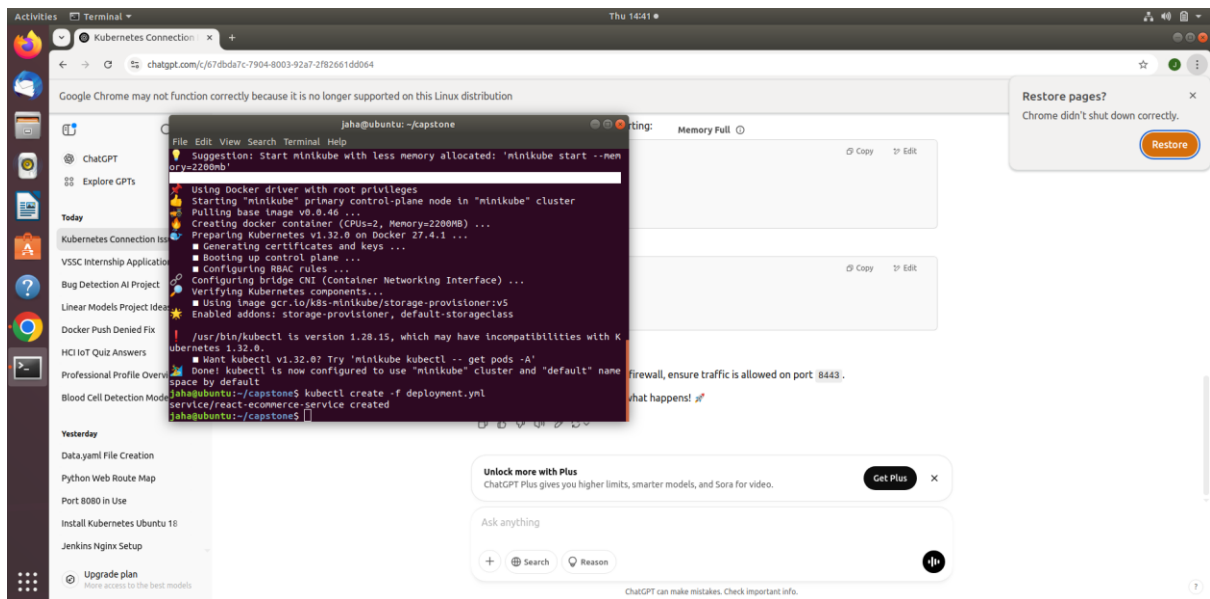 Activities
Terminal
Thu 14:41
Kubernetes Connection
chatgpt.com/c/67dbda7c-7904-8003-92a7-2f82661dd064
Google Chrome may not function correctly because it is no longer supported on this Linux distribution
Restore pages?
Chrome didn't shut down correctly.
Restore
ChatGPT
Explore GPTs
Today
Kubernetes Connection Iss
VSSC Internship Applicatio
Bug Detection AI Project
Linear Models Project Idea
Docker Push Denied Fix
HCI IoT Quiz Answers
Professional Profile Overvi
Blood Cell Detection Mode
Yesterday
Data.yaml File Creation
Python Web Route Map
Port 8080 in Use
Install Kubernetes Ubuntu 18
Jenkins Nginx Setup
Upgrade plan
More access to the best models
jaha@ubuntu: ~/capstone
File Edit View Search Terminal Help
Suggestion: Start minikube with less memory allocated: 'minikube start --mem
ory=2200mb'
Using Docker driver with root privileges
Starting "minikube" primary control-plane node in "minikube" cluster
Pulling base image v0.0.46 ...
Creating docker container (CPUs=2, Memory=2200MB) ...
Preparing Kubernetes v1.32.0 on Docker 27.4.1 ...
Generating certificates and keys ...
Booting up control plane ...
Configuring RBAC rules ...
Configuring bridge CNI (Container Networking Interface) ...
Verifying Kubernetes components...
Using image gcr.io/k8s-minikube/storage-provisioner:v5
Enabled addons: storage-provisioner, default-storageclass
! /usr/bin/kubectl is version 1.28.15, which may have incompatibilities with K
ubernetes 1.32.0.
Want kubectl v1.32.0? Try 'minikube kubectl -- get pods -A'
Done! kubectl is now configured to use "minikube" cluster and "default" name
space by default
jaha@ubuntu:~/capstone$ kubectl create -f deployment.yml
service/react-ecommerce-service created
jaha@ubuntu:~/capstone$
rting:
Memory Full
Copy Edit
Copy Edit
firewall, ensure traffic is allowed on port 8443.
what happens!
Unlock more with Plus
ChatGPT Plus gives you higher limits, smarter models, and Sora for video.
Get Plus
Ask anything
Search
Reason
ChatGPT can make mistakes. Check important info.
J
?